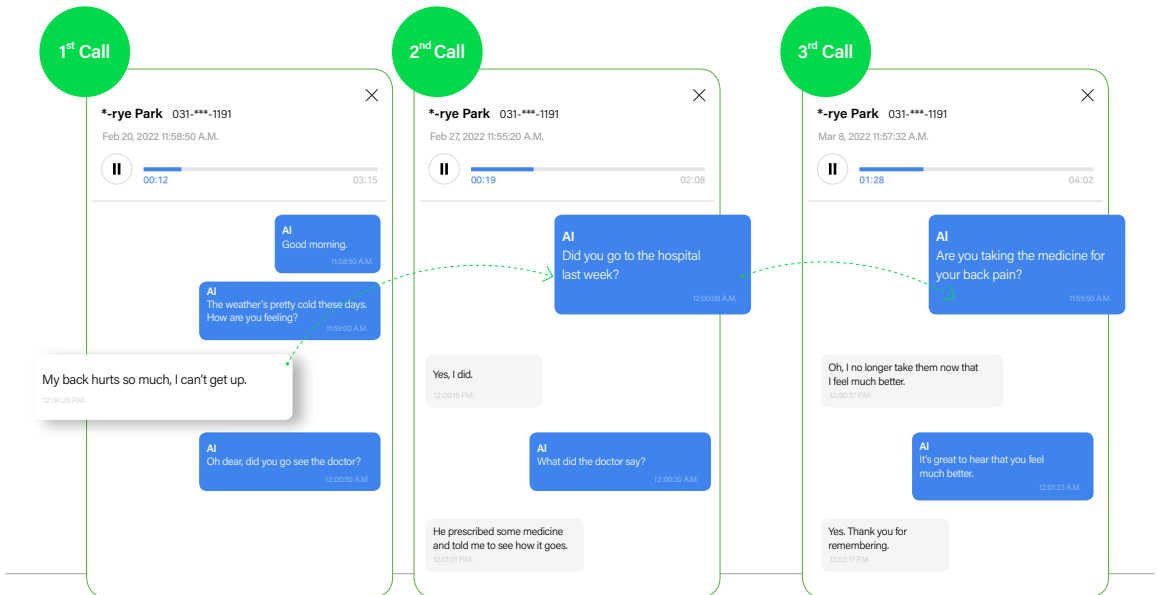 1st Call
*-rye Park 031-***-1191
Feb 20, 2022 11:58:50 A.M.
00:12
03:15
AI
Good morning.
11:58:50 A.M.
AI
The weather's pretty cold these days.
How are you feeling?
11:59:00 A.M.
My back hurts so much, I can't get up.
12:00:28 P.M.
AI
Oh dear, did you go see the doctor?
12:00:50 A.M.
2nd Call
*-rye Park 031-***-1191
Feb 27, 2022 11:55:20 A.M.
00:19
02:08
AI
Did you go to the hospital
last week?
12:00:08 A.M.
Yes, I did.
12:00:15 P.M.
AI
What did the doctor say?
12:00:30 A.M.
He prescribed some medicine
and told me to see how it goes.
12:01:01 P.M.
3rd Call
*-rye Park 031-***-1191
Mar 8, 2022 11:57:32 A.M.
01:28
04:02
AI
Are you taking the medicine for
your back pain?
11:59:50 A.M.
Oh, I no longer take them now that
I feel much better.
12:00:37 P.M.
AI
It's great to hear that you feel
much better.
12:01:23 A.M.
Yes. Thank you for
remembering.
12:02:17 P.M.